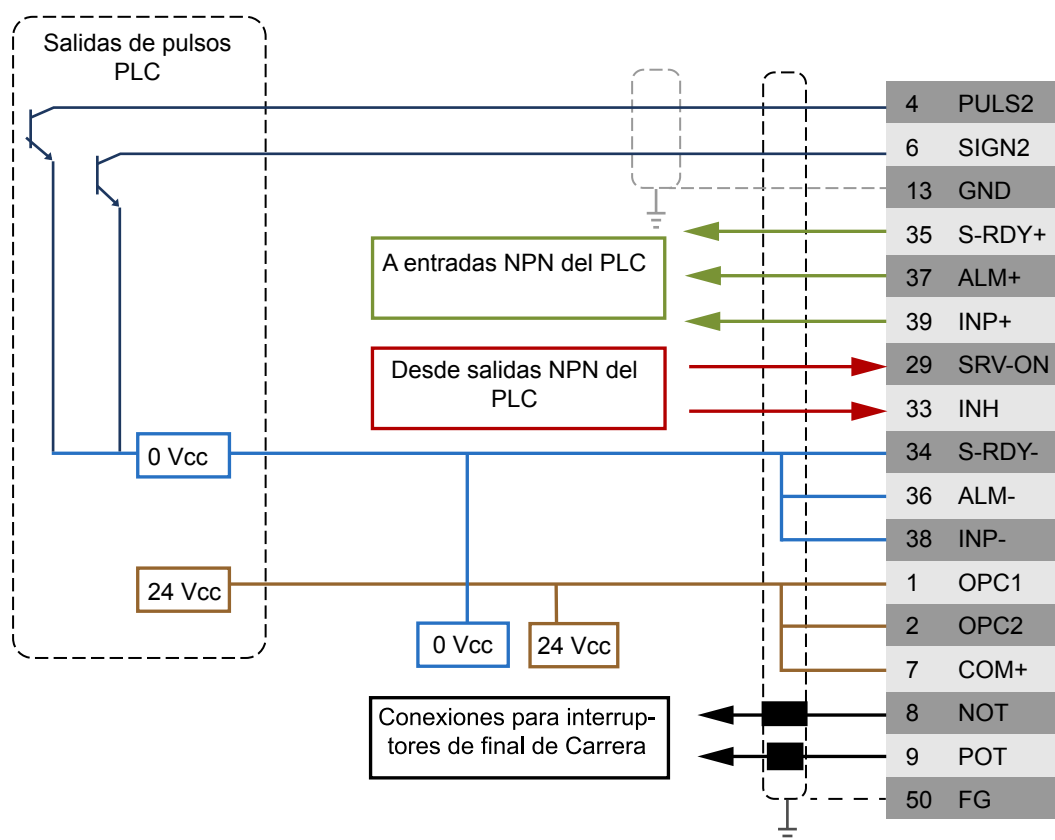 Salidas de pulsos
PLC
4 PULS2
6 SIGN2
13 GND
35 S-RDY+
A entradas NPN del PLC
37 ALM+
39 INP+
Desde salidas NPN del
PLC
29 SRV-ON
33 INH
0 Vcc
34 S-RDY-
36 ALM-
38 INP-
24 Vcc
1 OPC1
2 OPC2
0 Vcc
24 Vcc
7 COM+
Conexiones para interrup-
tores de final de Carrera
8 NOT
9 POT
50 FG